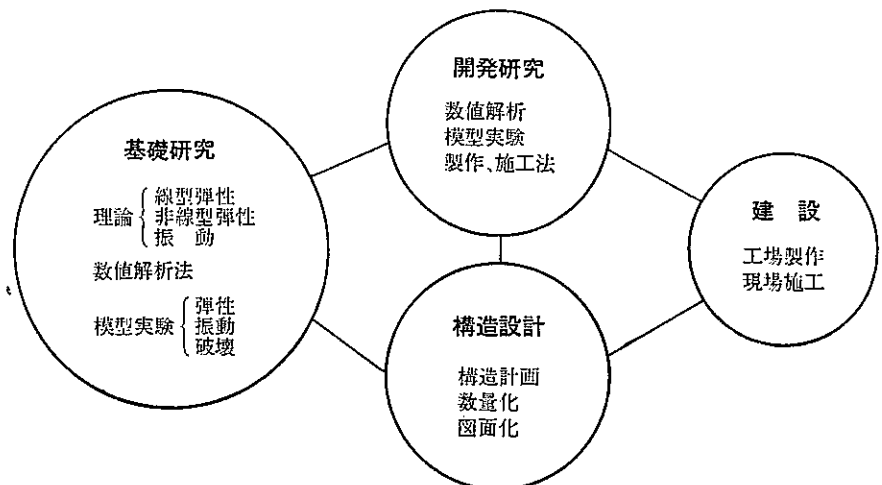 基礎研究
理論 { 線型弾性
非線型弾性
振 動
数値解析法
模型実験 { 弾性
振動
破壊
開発研究
数値解析
模型実験
製作、施工法
構造設計
構造計画
数量化
図面化
建 設
工場製作
現場施工